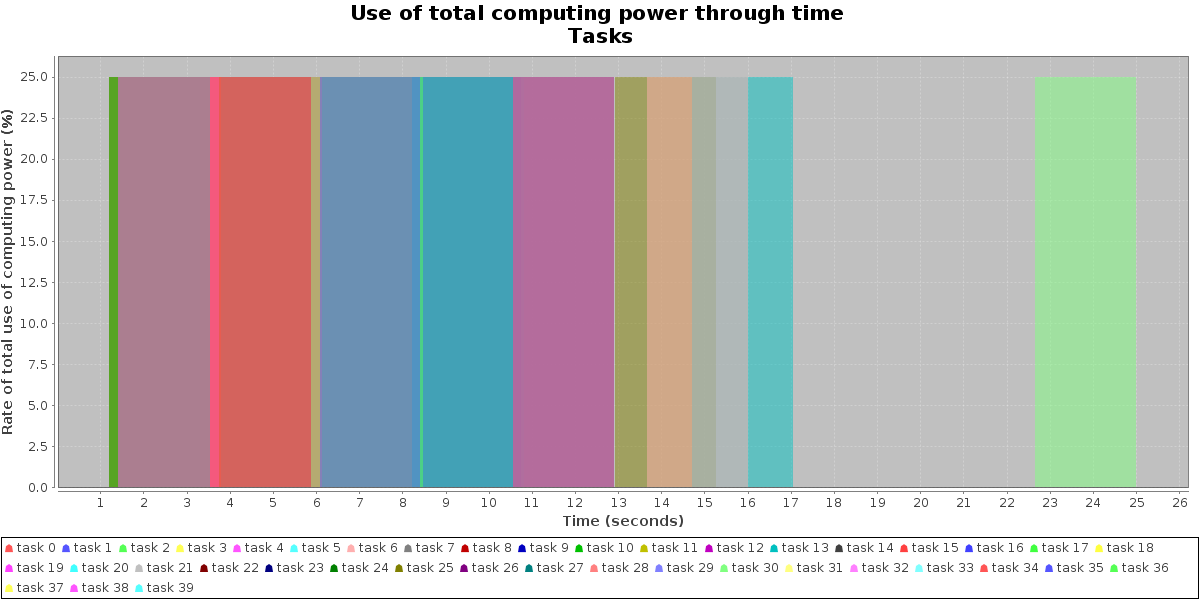 Use of total computing power through time
Tasks
Rate of total use of computing power (%)
25.0
22.5
20.0
17.5
15.0
12.5
10.0
7.5
5.0
2.5
0.0
1 2 3 4 5 6 7 8 9 10 11 12 13 14 15 16 17 18 19 20 21 22 23 24 25 26
Time (seconds)
task 0 task 1 task 2 task 3 task 4 task 5 task 6 task 7 task 8 task 9 task 10 task 11 task 12 task 13 task 14 task 15 task 16 task 17 task 18
task 19 task 20 task 21 task 22 task 23 task 24 task 25 task 26 task 27 task 28 task 29 task 30 task 31 task 32 task 33 task 34 task 35 task 36
task 37 task 38 task 39